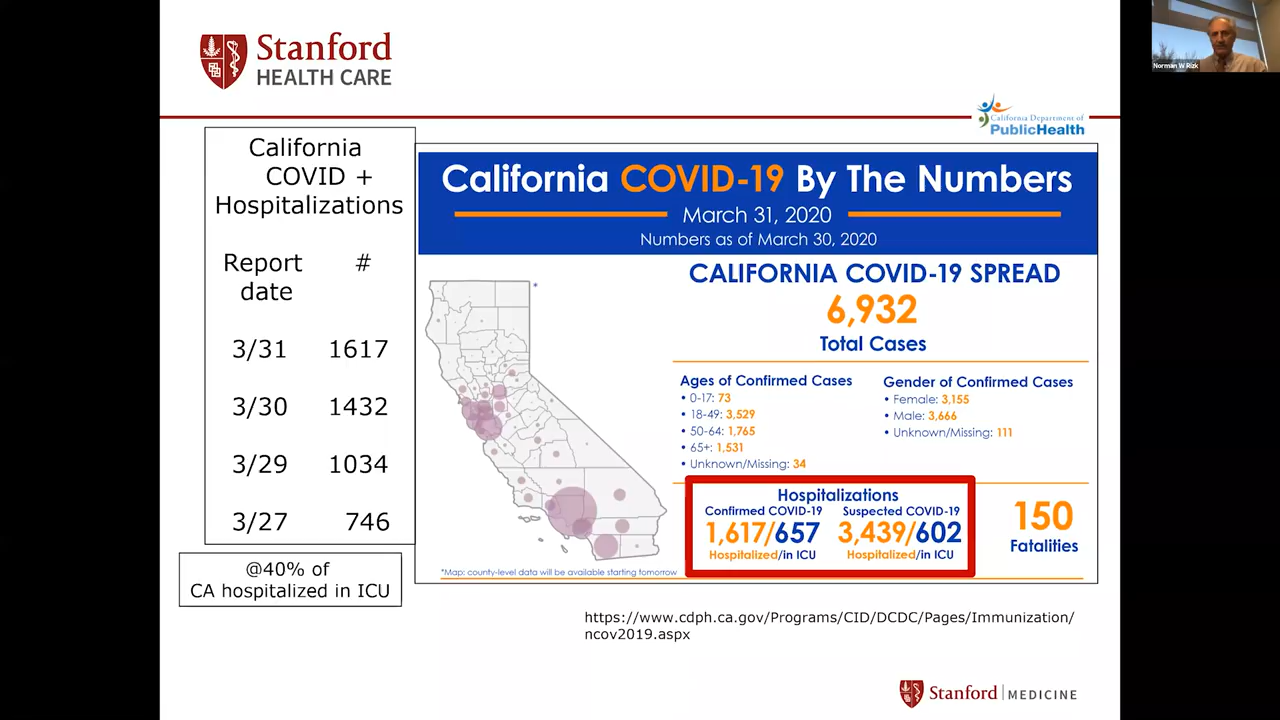 Stanford
HEALTH CARE
Norman W Rizk
California Department of
PublicHealth
California
COVID +
Hospitalizations
Report #
date
3/31 1617
3/30 1432
3/29 1034
3/27 746
@40% of
CA hospitalized in ICU
California COVID-19 By The Numbers
March 31, 2020
Numbers as of March 30, 2020
CALIFORNIA COVID-19 SPREAD
6,932
Total Cases
Ages of Confirmed Cases
• 0-17: 73
• 18-49: 3,529
• 50-64: 1,765
• 65+: 1,531
• Unknown/Missing: 34
Gender of Confirmed Cases
• Female: 3,155
• Male: 3,666
• Unknown/Missing: 111
Hospitalizations
Confirmed COVID-19 Suspected COVID-19
1,617/657 3,439/602
Hospitalized/in ICU Hospitalized/in ICU
150
Fatalities
*
*Map: county-level data will be available starting tomorrow
https://www.cdph.ca.gov/Programs/CID/DCDC/Pages/Immunization/
ncov2019.aspx
Stanford MEDICINE